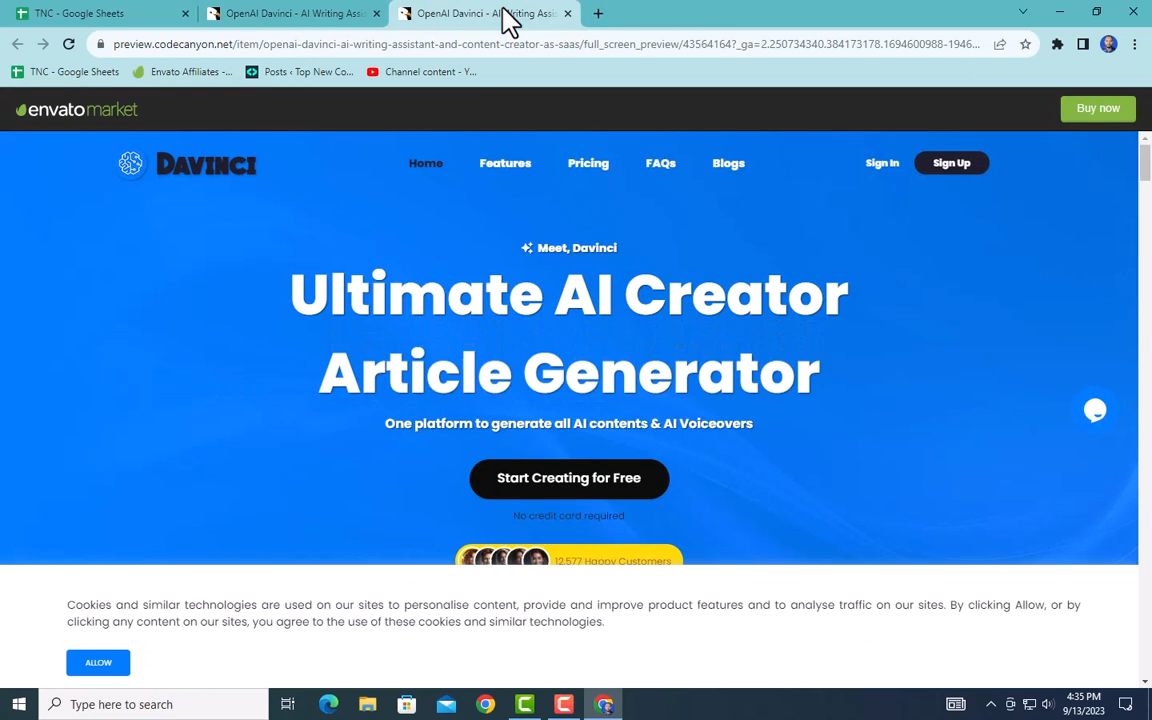 TNC - Google Sheets
OpenAI Davinci - AI Writing Assis
OpenAI Davinci - AI Writing Assis
preview.codecanyon.net/item/openai-davinci-ai-writing-assistant-and-content-creator-as-saas/full_screen_preview/43564164?_ga=2.250734340.384173178.1694600988-1946...
TNC - Google Sheets
Envato Affiliates -...
Posts ‹ Top New Co...
Channel content - Y...
envatomarket
Buy now
DAVINCI
Home
Features
Pricing
FAQs
Blogs
Sign In
Sign Up
Meet, Davinci
Ultimate AI Creator
Article Generator
One platform to generate all AI contents & AI Voiceovers
Start Creating for Free
No credit card required
12,577 Happy Customers
Cookies and similar technologies are used on our sites to personalise content, provide and improve product features and to analyse traffic on our sites. By clicking Allow, or by
clicking any content on our sites, you agree to the use of these cookies and similar technologies.
ALLOW
Type here to search
4:35 PM
9/13/2023